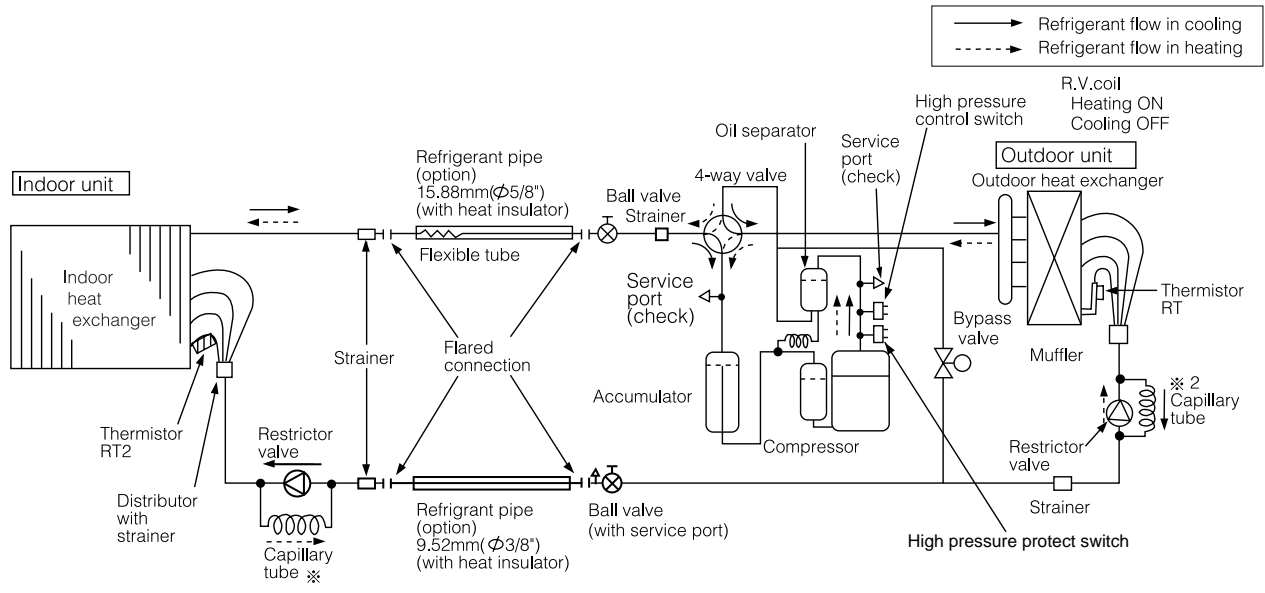 Refrigerant flow in cooling
Refrigerant flow in heating
R.V.coil
Heating ON
Cooling OFF
High pressure
control switch
Oil separator
Service
port
(check)
Outdoor unit
Outdoor heat exchanger
Indoor unit
Refrigerant pipe
(option)
15.88mm(Φ5/8")
(with heat insulator)
4-way valve
Ball valve
Strainer
Flexible tube
Indoor
heat
exchanger
Service
port
(check)
Thermistor
RT
Bypass
valve
Muffler
Strainer
Flared
connection
Accumulator
※ 2
Capillary
tube
Compressor
Thermistor
RT2
Restrictor
valve
Restrictor
valve
Distributor
with
strainer
Refrigrant pipe
(option)
9.52mm(Φ3/8")
(with heat insulator)
Ball valve
(with service port)
Strainer
High pressure protect switch
Capillary
tube ※